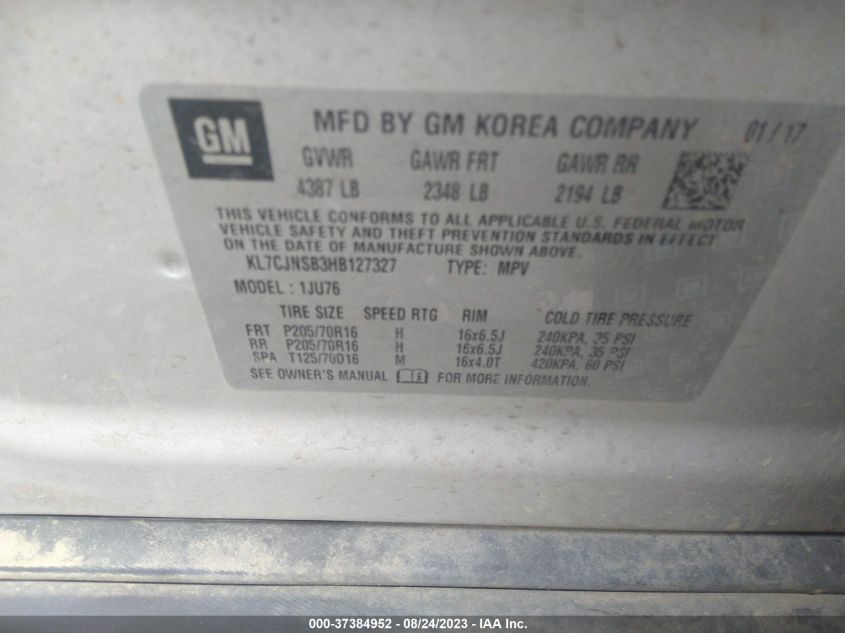 GM
MFD BY GM KOREA COMPANY 01/17
GVWR GAWR FRT GAWR RR
4387 LB 2348 LB 2194 LB
THIS VEHICLE CONFORMS TO ALL APPLICABLE U.S. FEDERAL MOTOR
VEHICLE SAFETY AND THEFT PREVENTION STANDARDS IN EFFECT
ON THE DATE OF MANUFACTURE SHOWN ABOVE.
KL7CJNSB3HB127327 TYPE: MPV
MODEL : 1JU76
TIRE SIZE SPEED RTG RIM COLD TIRE PRESSURE
FRT P205/70R16 H 16x6.5J 240KPA, 35 PSI
RR P205/70R16 H 16x6.5J 240KPA, 35 PSI
SPA T125/70D16 M 16x4.0T 420KPA, 60 PSI
SEE OWNER'S MANUAL FOR MORE INFORMATION.
000-37384952 - 08/24/2023 - IAA Inc.